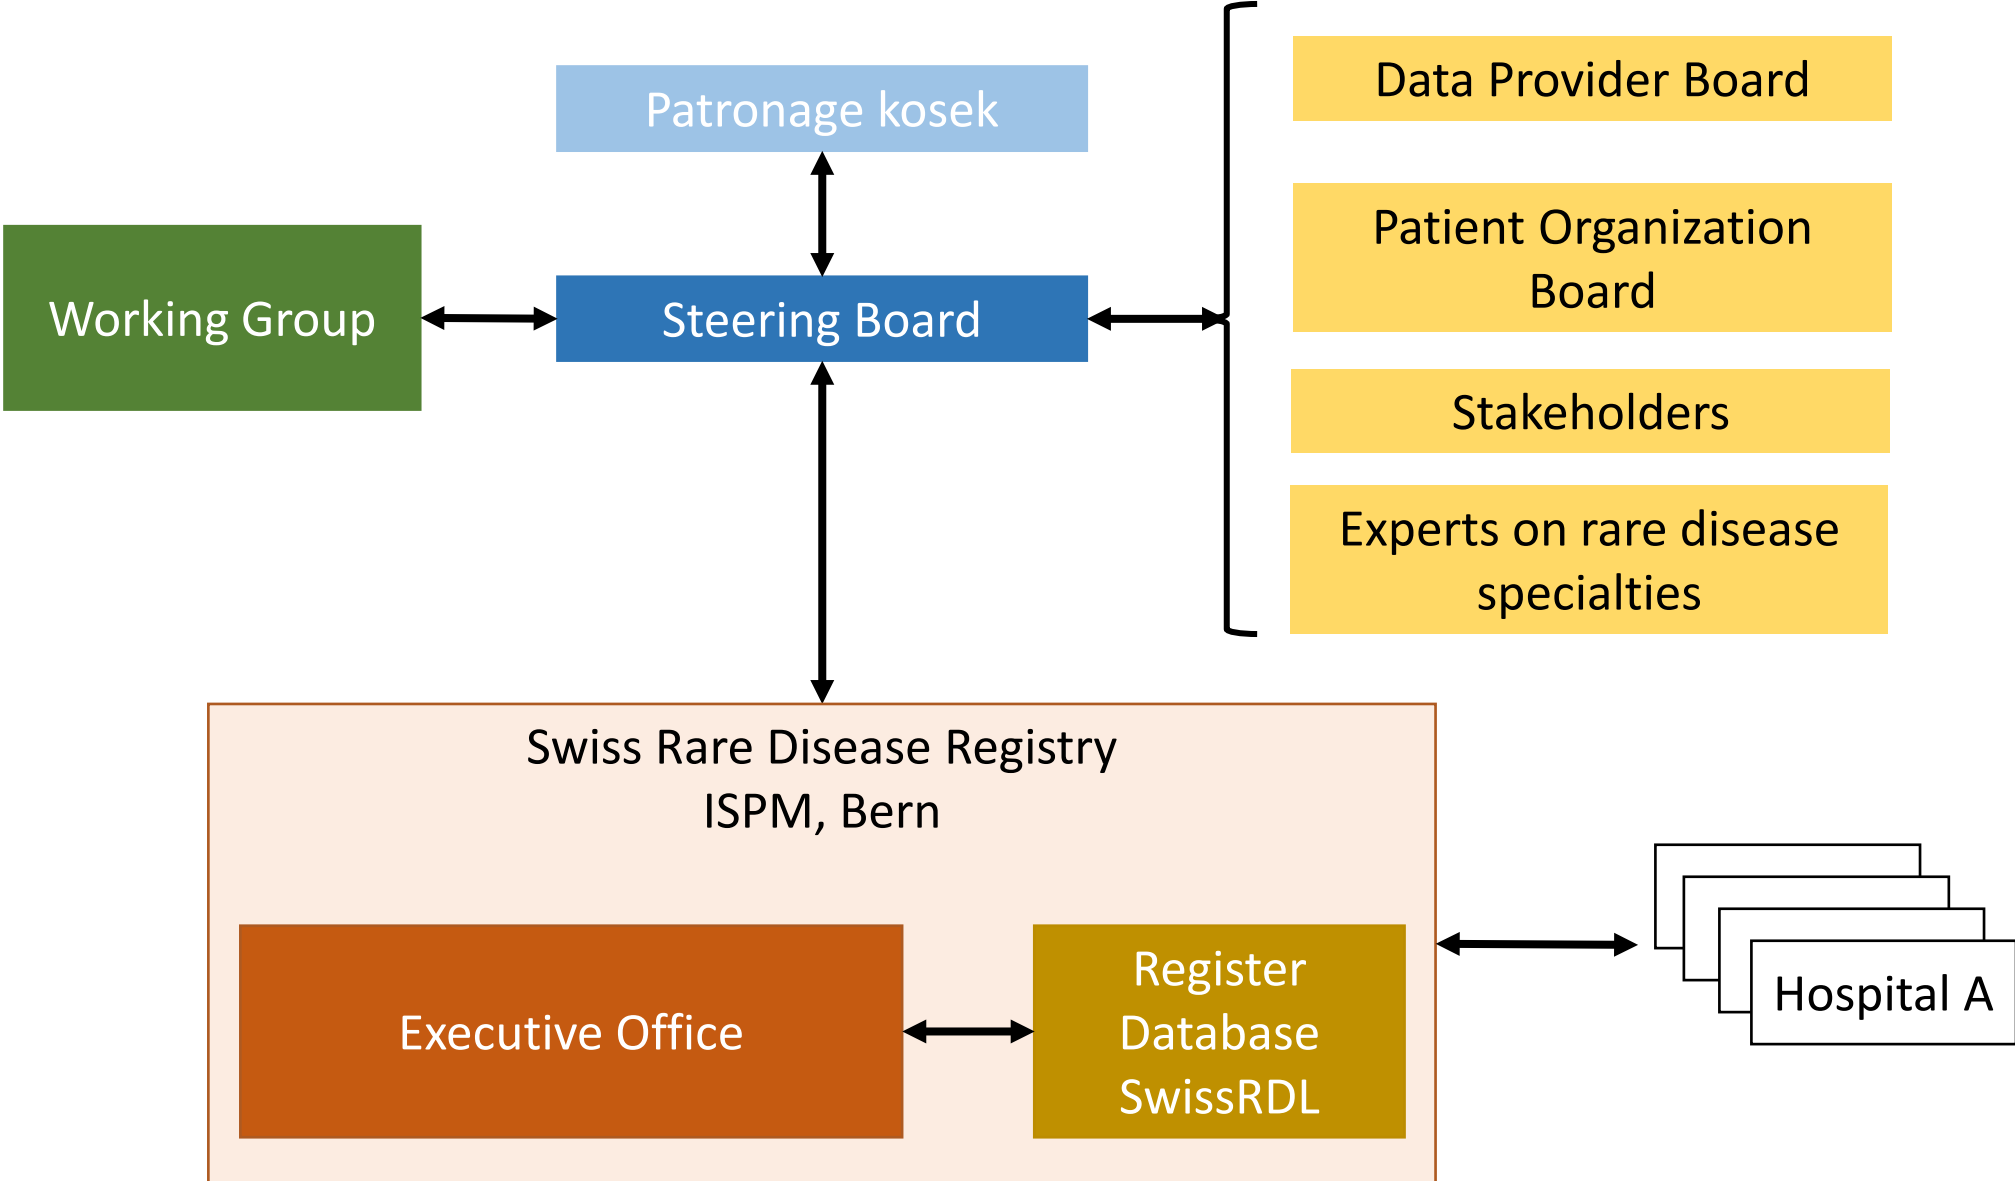 Patronage kosek
Working Group
Steering Board
Data Provider Board
Patient Organization
Board
Stakeholders
Experts on rare disease
specialties
Swiss Rare Disease Registry
ISPM, Bern
Executive Office
Register
Database
SwissRDL
Hospital A